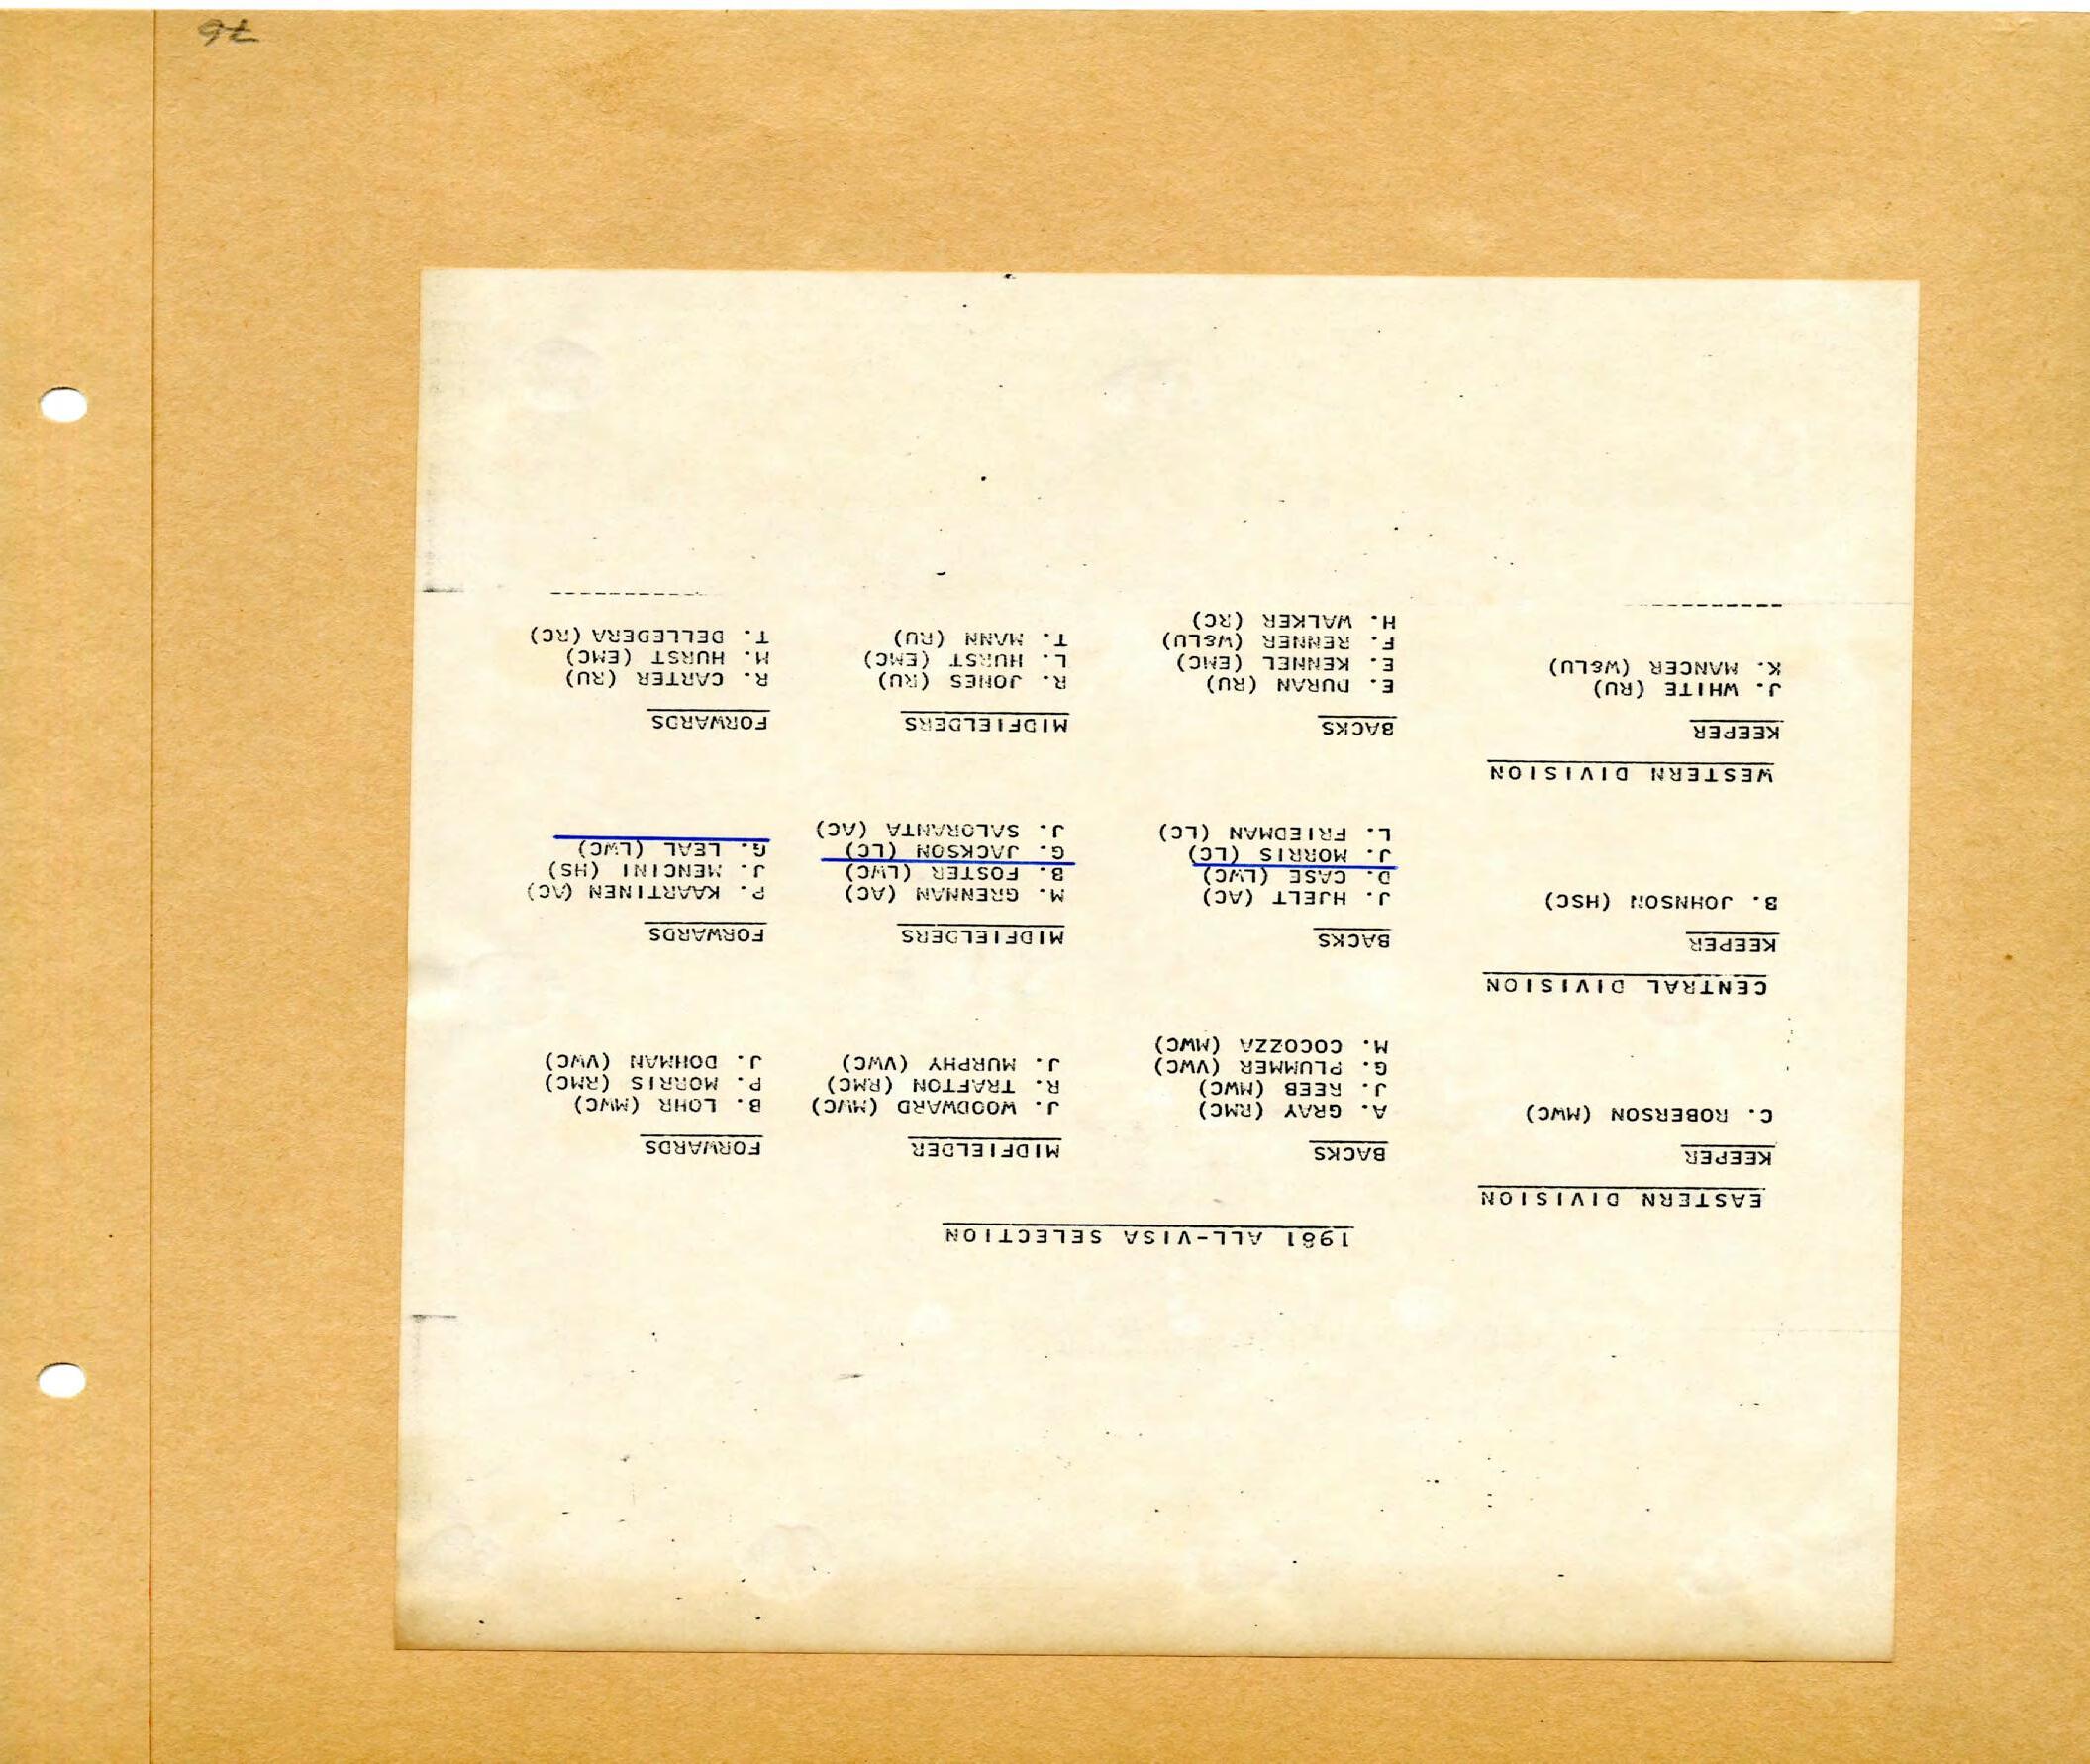 1981 ALL-VISA SELECTION
EASTERN DIVISION
KEEPER BACKS MIDFIELDER FORWARDS
C. ROBERSON (MWC) A. GRAY (RMC) J. WOODWARD (MWC) B. LOHR (MWC)
J. REEB (MWC) R. TRAFTON (RMC) P. MORRIS (RMC)
G. PLUMMER (VWC) J. MURPHY (VWC) J. DOHMAN (VWC)
M. COCOZZA (MWC)
CENTRAL DIVISION
KEEPER BACKS MIDFIELDERS FORWARDS
B. JOHNSON (HSC) J. HJELT (AC) M. GRENNAN (AC) P. KAARTINEN (AC)
D. CASE (LWC) B. FOSTER (LWC) J. MENCINI (HS)
J. MORRIS (LC) G. JACKSON (LC) G. LEAL (LWC)
L. FRIEDMAN (LC) J. SALORANTA (AC)
WESTERN DIVISION
KEEPER BACKS MIDFIELDERS FORWARDS
J. WHITE (RU) E. DURAN (RU) R. JONES (RU) R. CARTER (RU)
K. MANCER (W&LU) E. KENNEL (EMC) L. HURST (EMC) M. HURST (EMC)
F. RENNER (W&LU) T. MANN (RU) T. DELLEDERA (RC)
H. WALKER (RC)
76